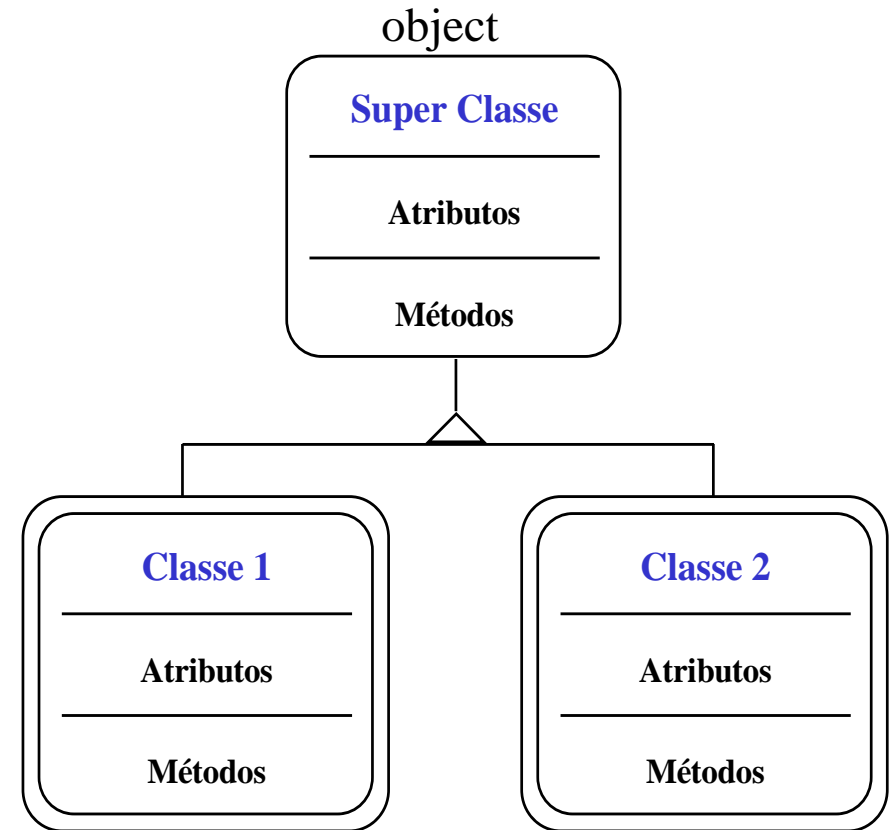 object
Super Classe
Atributos
Métodos
Classe 1
Atributos
Métodos
Classe 2
Atributos
Métodos